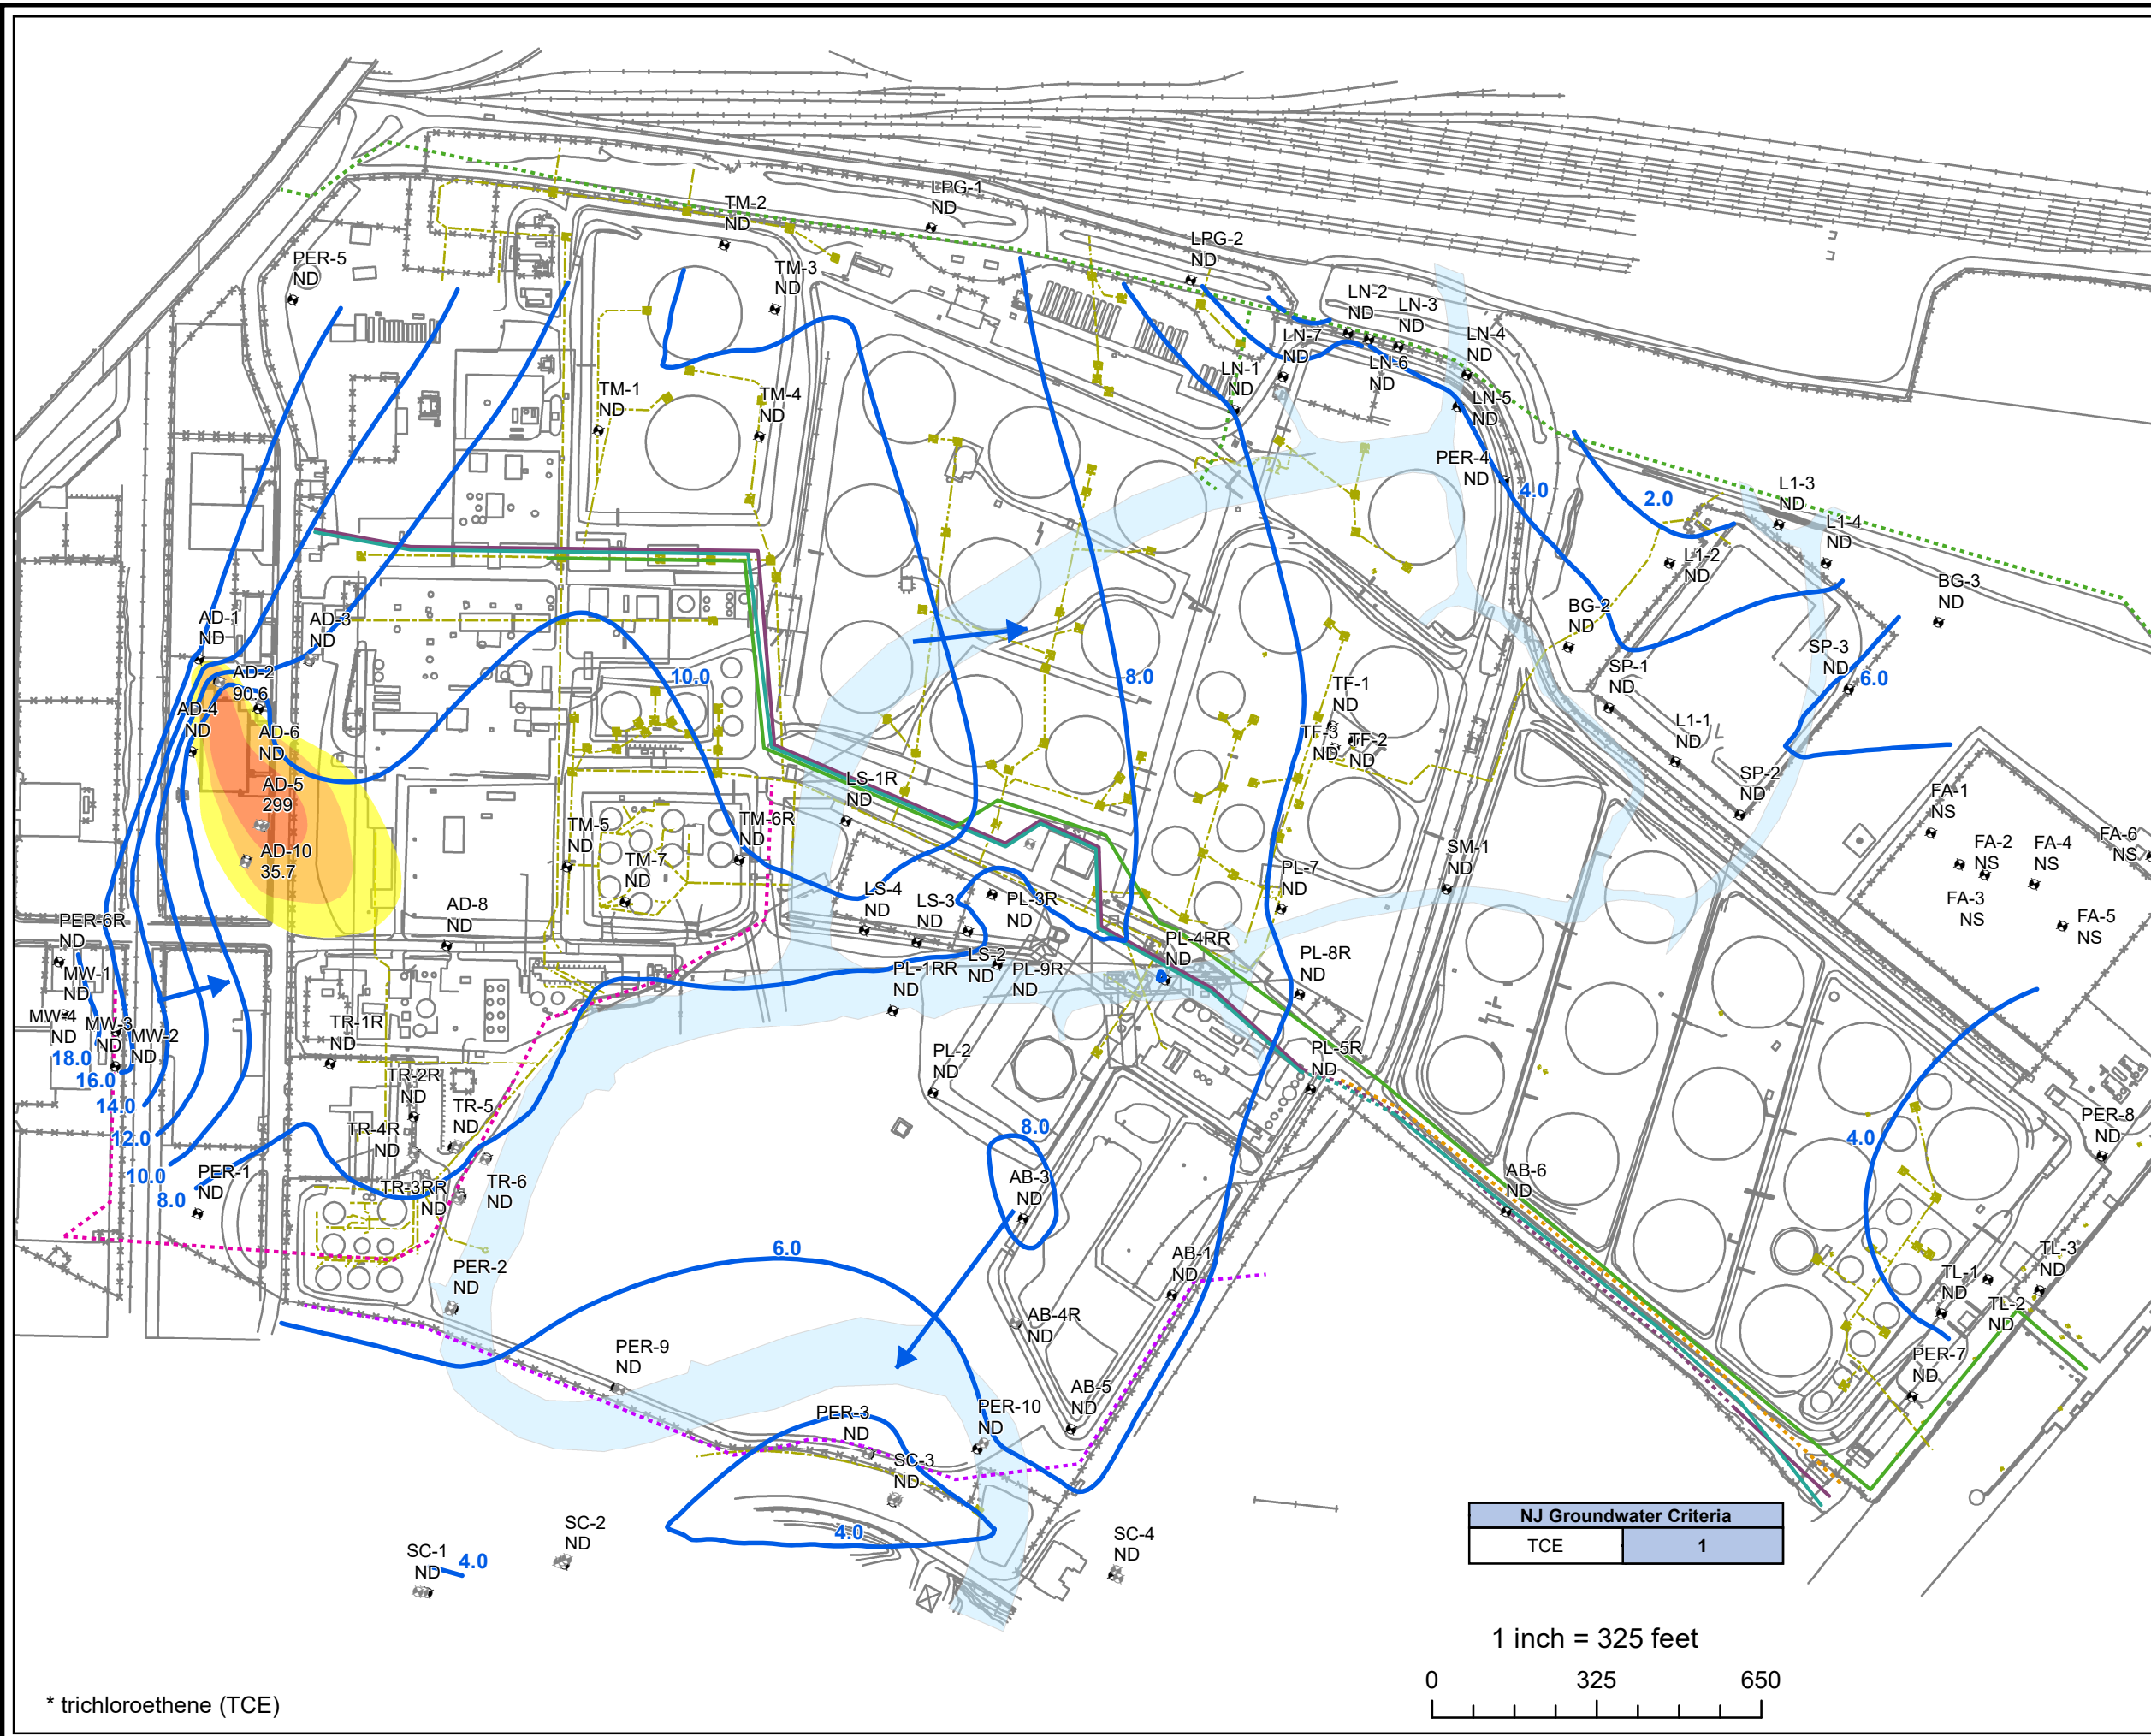 LPG-1
ND
TM-2
ND
LPG-2
ND
PER-5
ND
TM-3
ND
LN-2
ND
LN-3
ND
LN-4
ND
LN-7
ND
LN-1
ND
LN-6
ND
LN-5
ND
TM-1
ND
TM-4
ND
PER-4
ND
4.0
2.0
L1-3
ND
L1-4
ND
L1-2
ND
BG-3
ND
BG-2
ND
AD-1
ND
AD-3
ND
SP-3
ND
6.0
SP-1
ND
AD-2
90.6
10.0
8.0
TF-1
ND
AD-4
ND
AD-6
ND
TF-3
ND
TF-2
ND
L1-1
ND
AD-5
299
LS-1R
ND
SP-2
ND
FA-1
NS
TM-5
ND
TM-6R
ND
FA-2
NS
FA-4
NS
FA-6
NS
AD-10
35.7
TM-7
ND
SM-1
ND
PL-7
ND
LS-4
ND
LS-3
ND
PL-3R
ND
FA-3
NS
FA-5
NS
AD-8
ND
PER-6R
ND
PL-4RR
ND
LS-2
ND
PL-8R
ND
MW-1
ND
PL-1RR
ND
PL-9R
ND
MW-4
ND
MW-3
ND
MW-2
ND
TR-1R
ND
18.0
16.0
14.0
12.0
10.0
8.0
PL-2
ND
PL-5R
ND
TR-2R
ND
TR-5
ND
TR-4R
ND
8.0
4.0
PER-8
ND
PER-1
ND
AB-3
ND
AB-6
ND
TR-3RR
ND
TR-6
ND
6.0
AB-1
ND
PER-2
ND
TL-3
ND
TL-1
ND
TL-2
ND
AB-4R
ND
PER-9
ND
PER-7
ND
AB-5
ND
PER-3
ND
PER-10
ND
SC-3
ND
4.0
SC-2
ND
SC-4
ND
SC-1
ND
4.0
NJ Groundwater Criteria
TCE 1
1 inch = 325 feet
0 325 650
* trichloroethene (TCE)